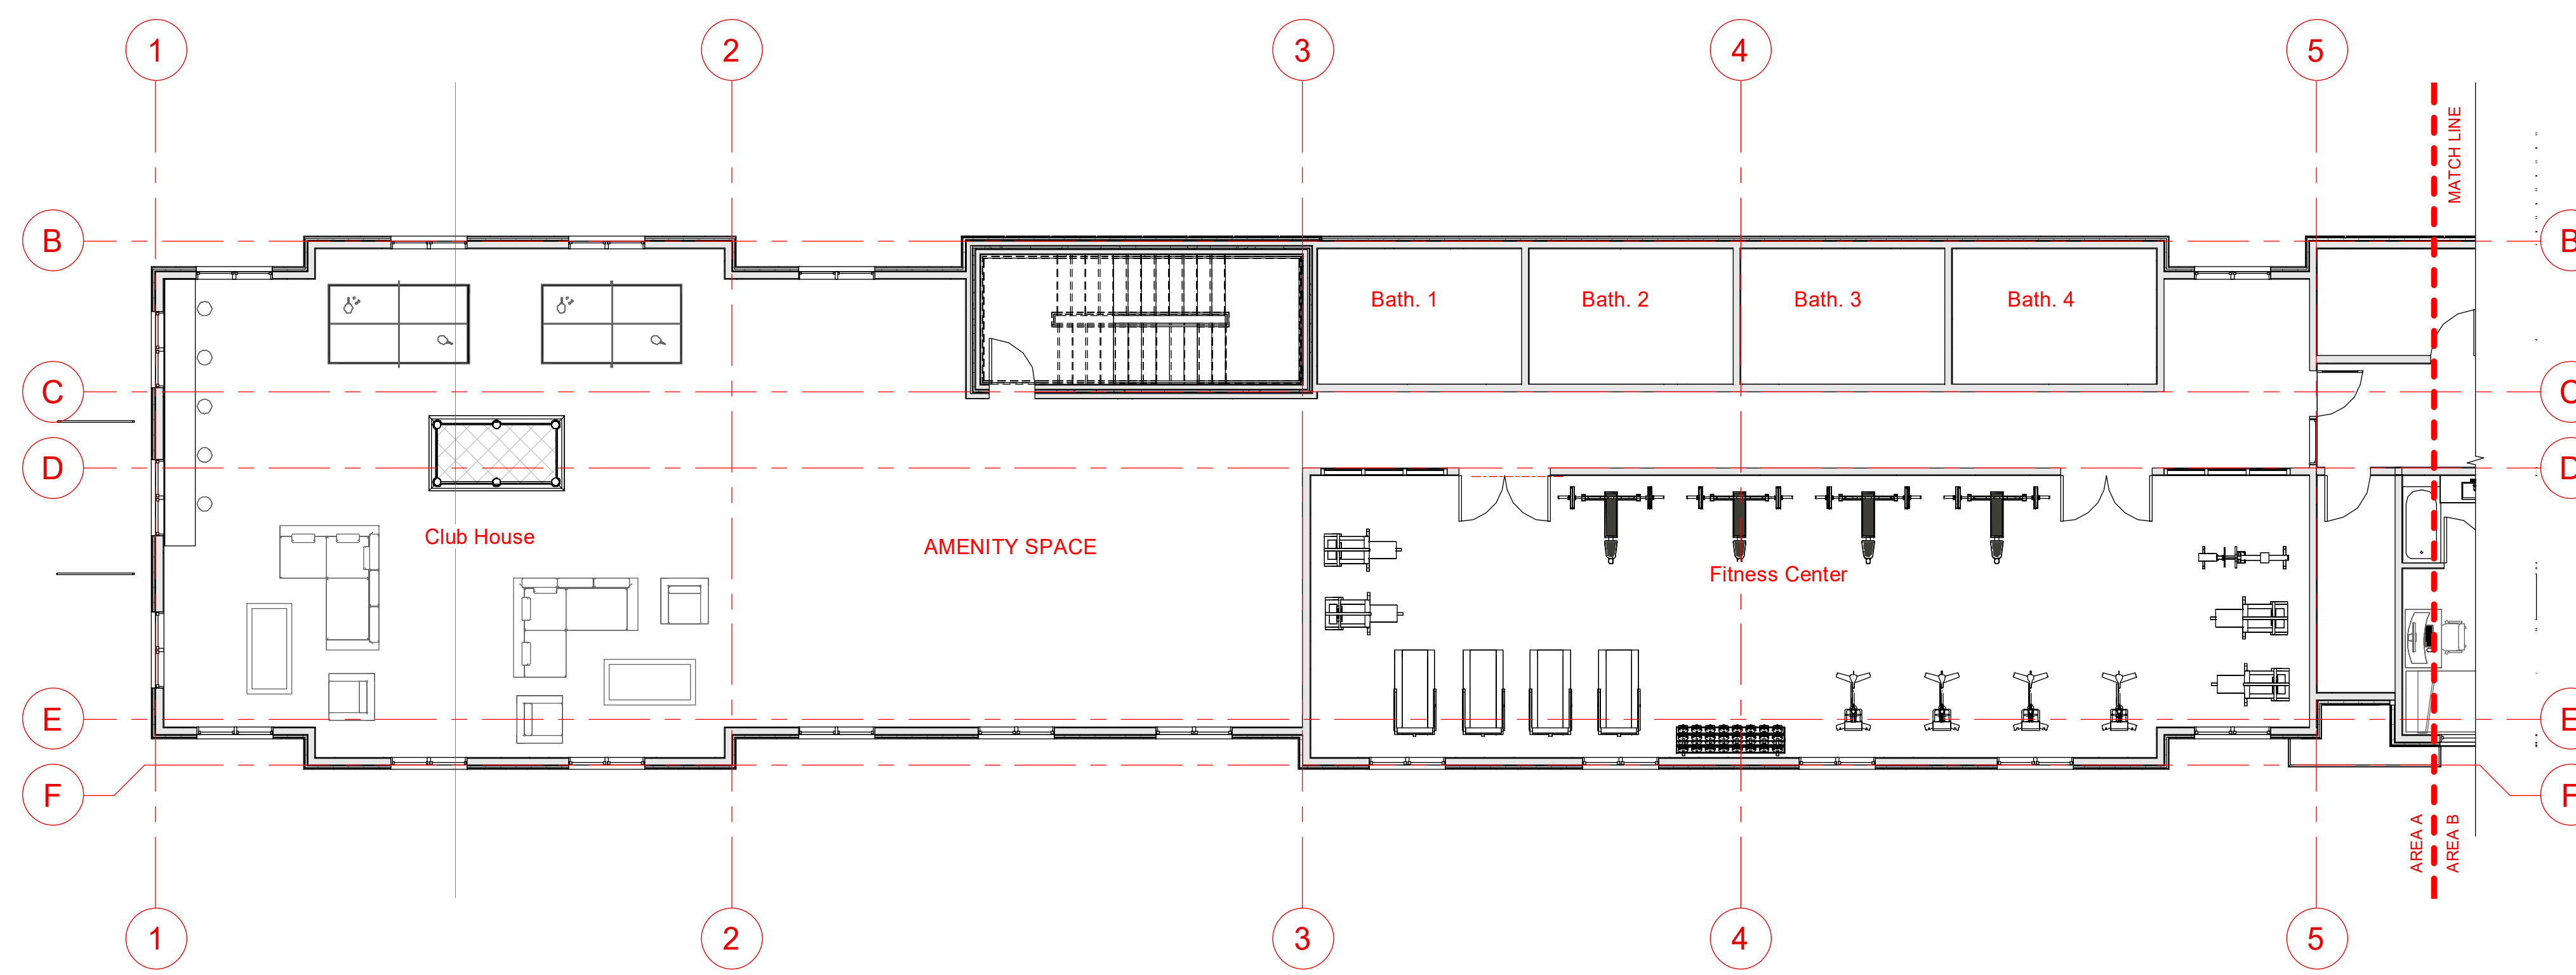 1
2
3
4
5
MATCH LINE
B
B
Bath. 1
Bath. 2
Bath. 3
Bath. 4
C
C
D
D
Club House
AMENITY SPACE
Fitness Center
E
E
F
F
AREA A
AREA B
1
2
3
4
5